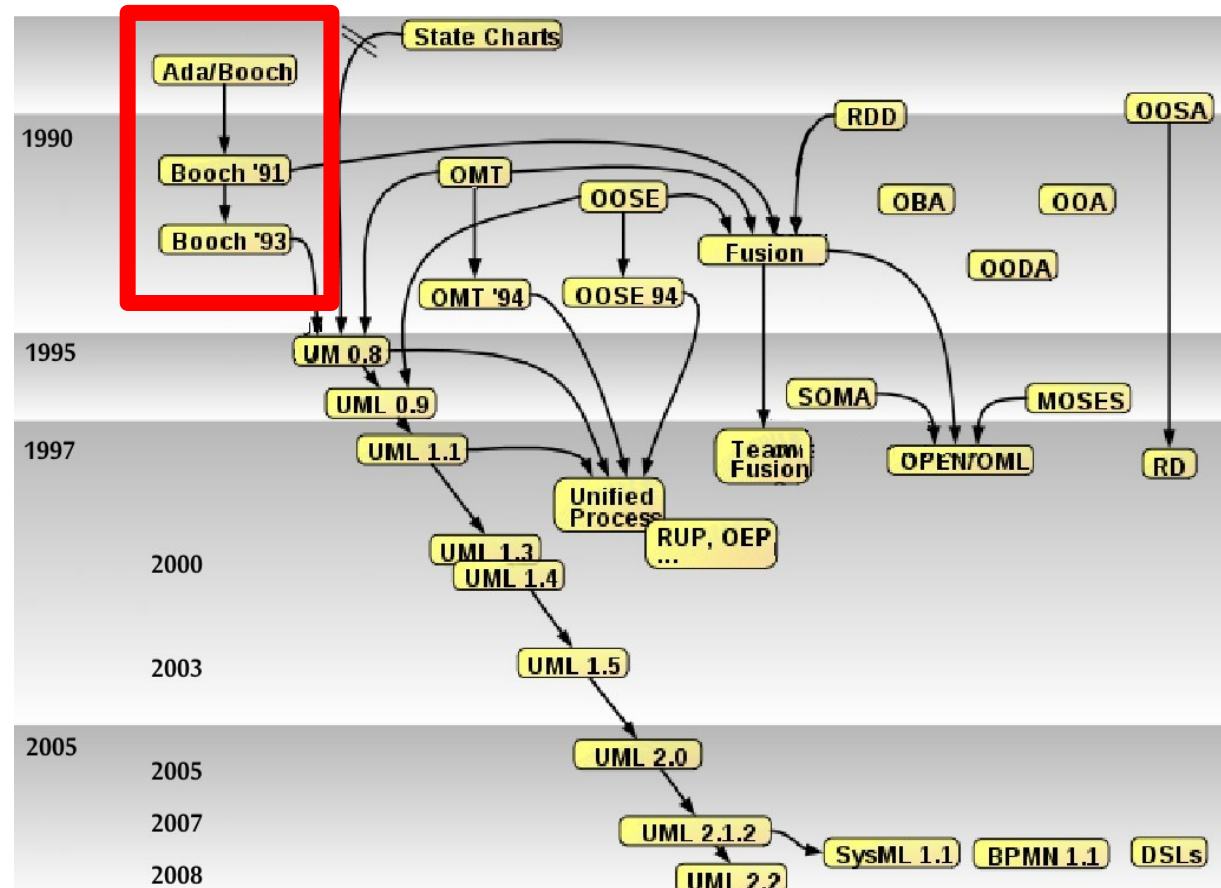 State Charts
Ada/Booch
1990
RDD
OOSA
Booch '91
OMT
OOSE
OBA
OOA
Booch '93
Fusion
OODA
OMT '94
OOSE 94
1995
UM 0.8
UML 0.9
SOMA
MOSES
1997
UML 1.1
Team
Fusion
OPEN/OML
RD
Unified
Process
RUP, OEP
...
2000
UML 1.3
UML 1.4
2003
UML 1.5
2005
UML 2.0
2005
2007
UML 2.1.2
SysML 1.1
BPMN 1.1
DSLs
2008
UML 2.2